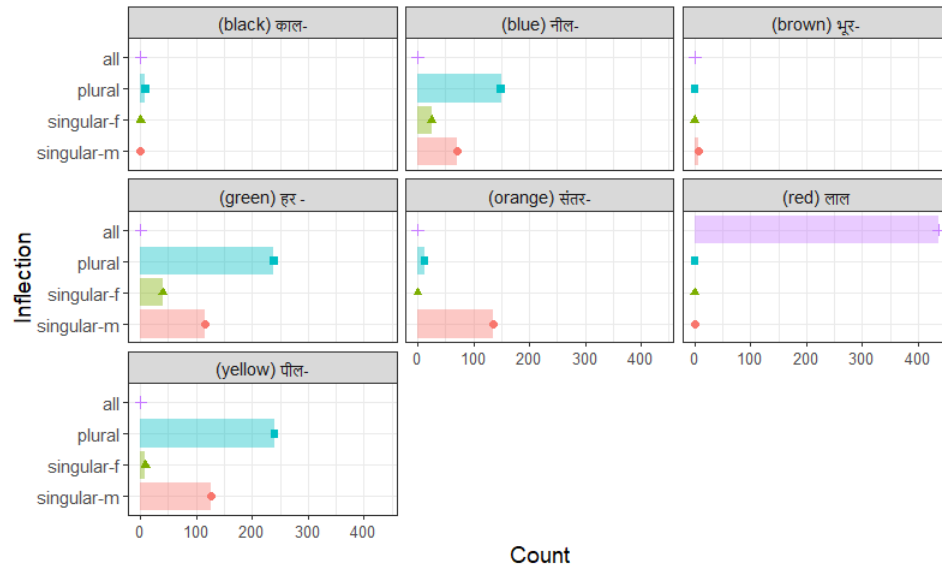 (black) काल-
(blue) नील-
(brown) भूर-
all
plural
singular-f
singular-m
(green) हर -
(orange) संतर-
(red) लाल
all
plural
singular-f
singular-m
0 100 200 300 400
0 100 200 300 400
(yellow) पील-
all
plural
singular-f
singular-m
0 100 200 300 400
Inflection
Count